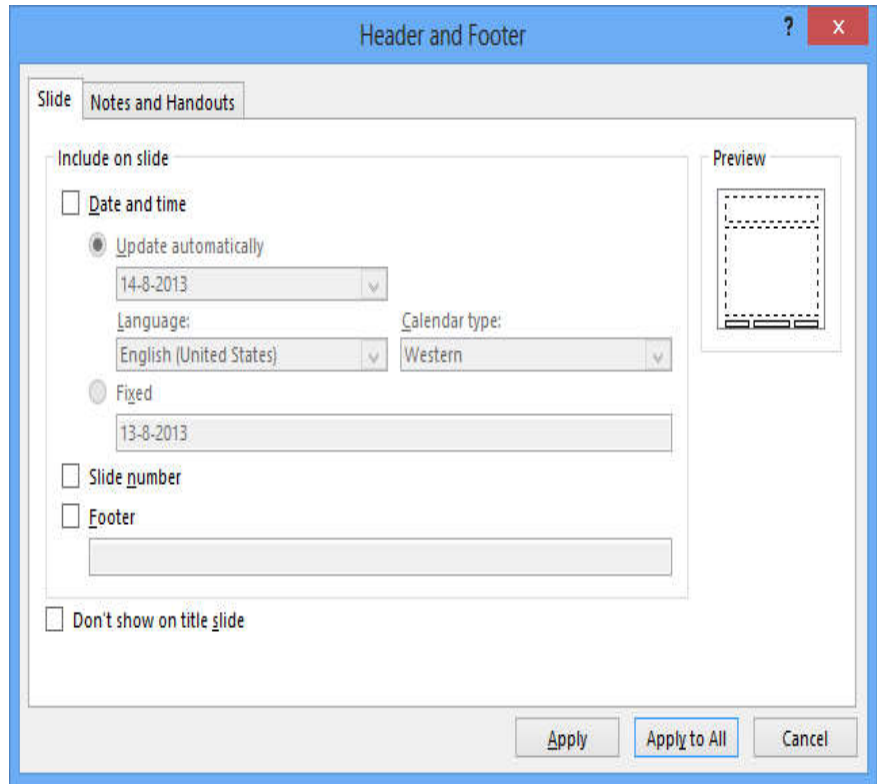 Header and Footer
? x
Slide Notes and Handouts
Include on slide
Preview
Date and time
Update automatically
14-8-2013
Language: Calendar type:
English (United States) Western
Fixed
13-8-2013
Slide number
Footer
Don't show on title slide
Apply Apply to All Cancel